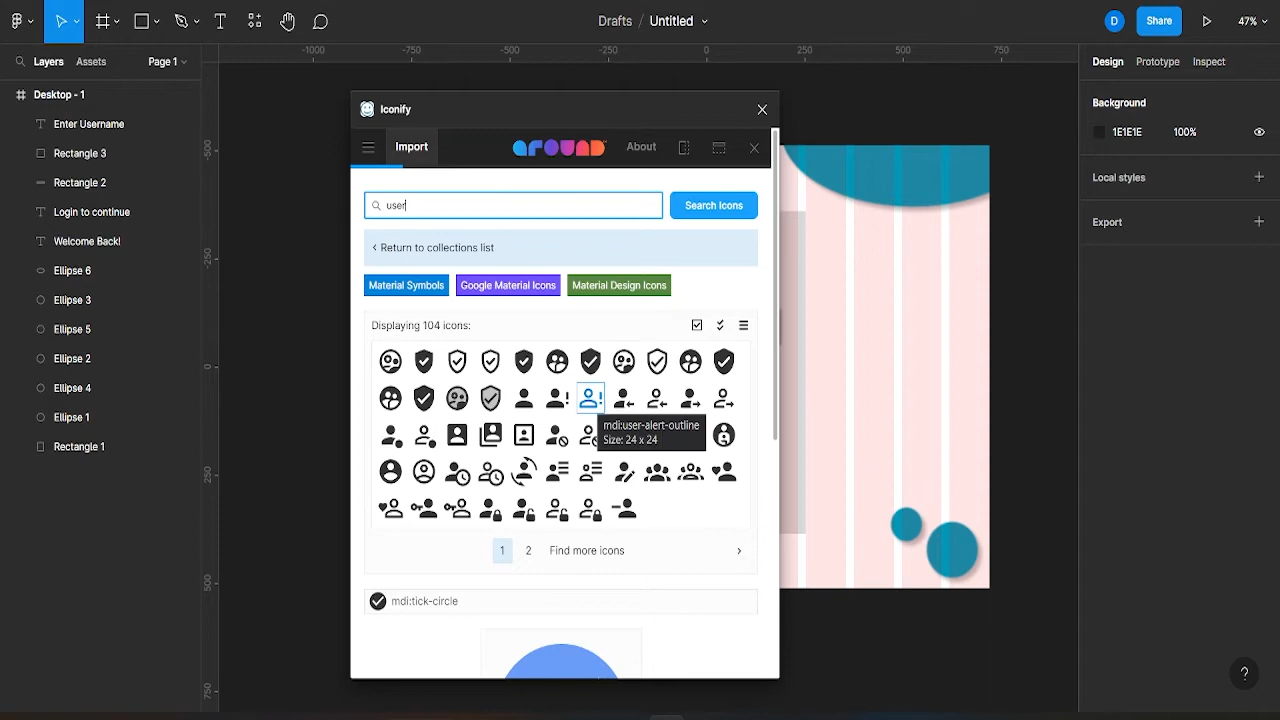 Drafts / Untitled
D
Share
47%
Layers
Assets
Page 1
-1000
-750
-500
-250
0
250
500
750
Design
Prototype
Inspect
Desktop - 1
Enter Username
Rectangle 3
Rectangle 2
Login to continue
Welcome Back!
Ellipse 6
Ellipse 3
Ellipse 5
Ellipse 2
Ellipse 4
Ellipse 1
Rectangle 1
-500
-250
0
250
500
750
Iconify
Import
around
About
user
Search Icons
Return to collections list
Material Symbols
Google Material Icons
Material Design Icons
Displaying 104 icons:
mdi:user-alert-outline
Size: 24 x 24
1
2
Find more icons
mdi:tick-circle
Background
1E1E1E
100%
Local styles
Export
?